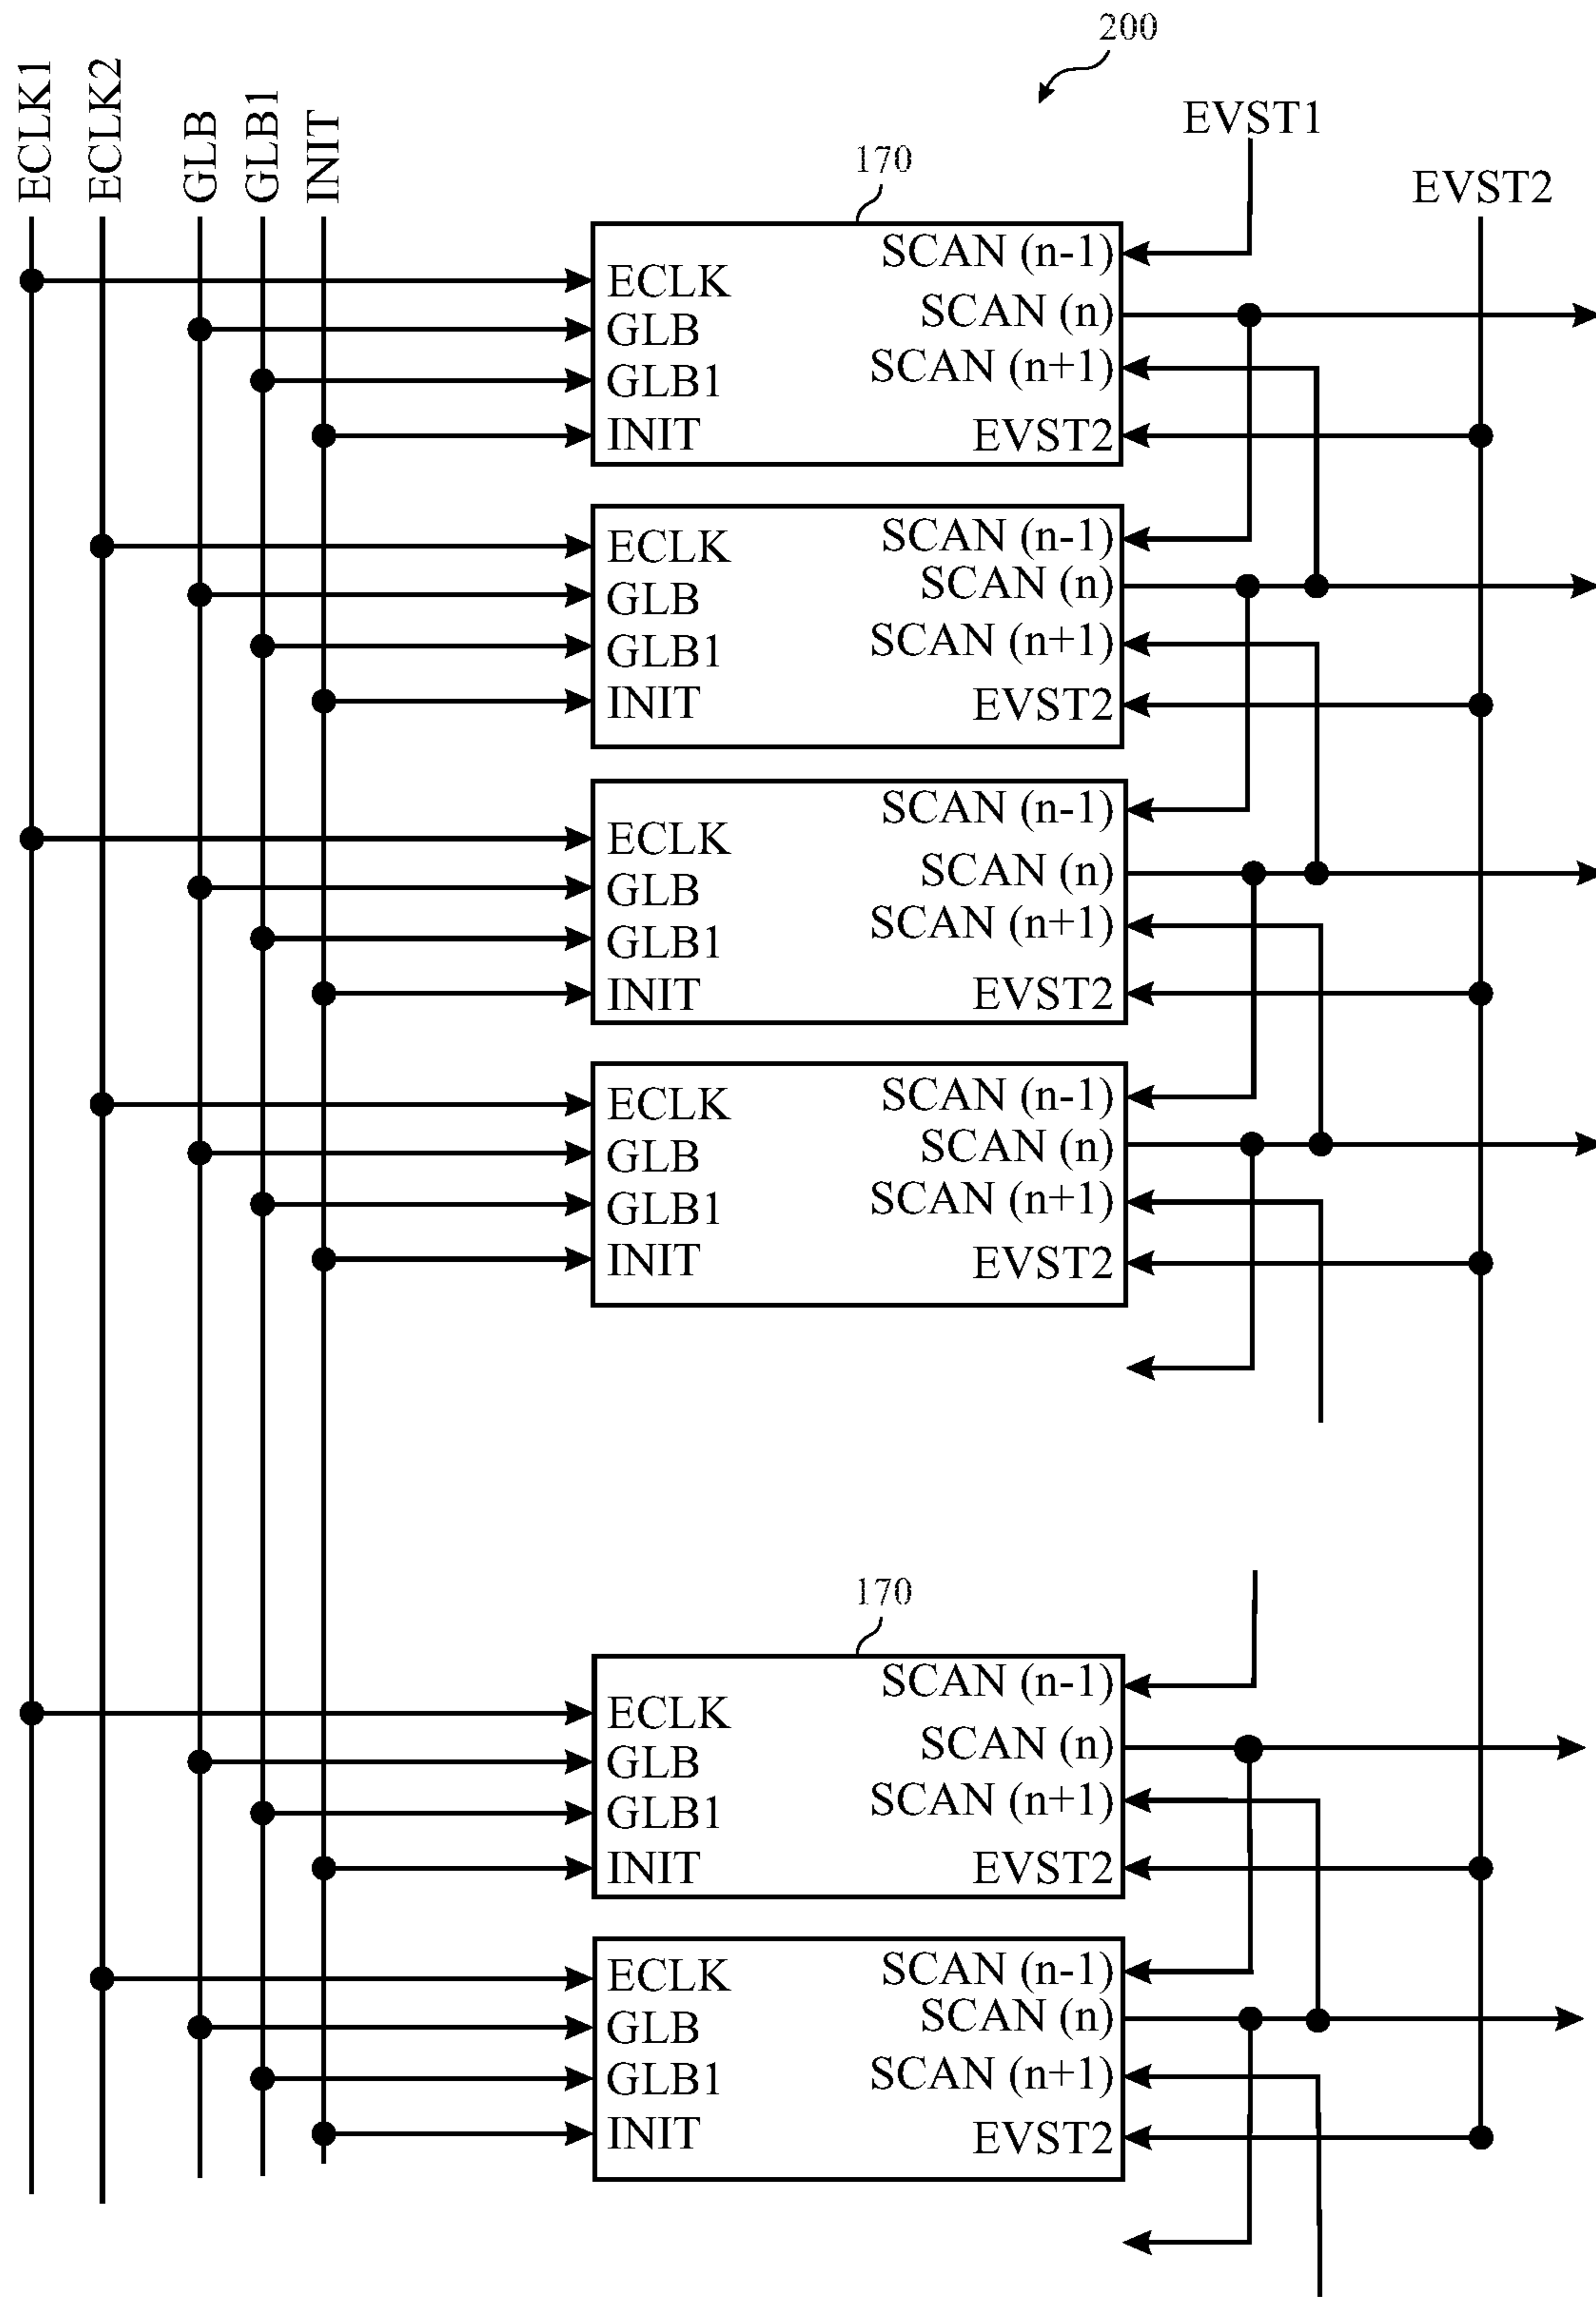 200
ECLK1
ECLK2
GLB
GLB1
INIT
EVST1
EVST2
170
SCAN (n-1)
ECLK
SCAN (n)
GLB
SCAN (n+1)
GLB1
INIT
EVST2
SCAN (n-1)
ECLK
SCAN (n)
GLB
SCAN (n+1)
GLB1
INIT
EVST2
SCAN (n-1)
ECLK
SCAN (n)
GLB
SCAN (n+1)
GLB1
INIT
EVST2
SCAN (n-1)
ECLK
SCAN (n)
GLB
SCAN (n+1)
GLB1
INIT
EVST2
170
SCAN (n-1)
ECLK
SCAN (n)
GLB
SCAN (n+1)
GLB1
INIT
EVST2
SCAN (n-1)
ECLK
SCAN (n)
GLB
SCAN (n+1)
GLB1
INIT
EVST2